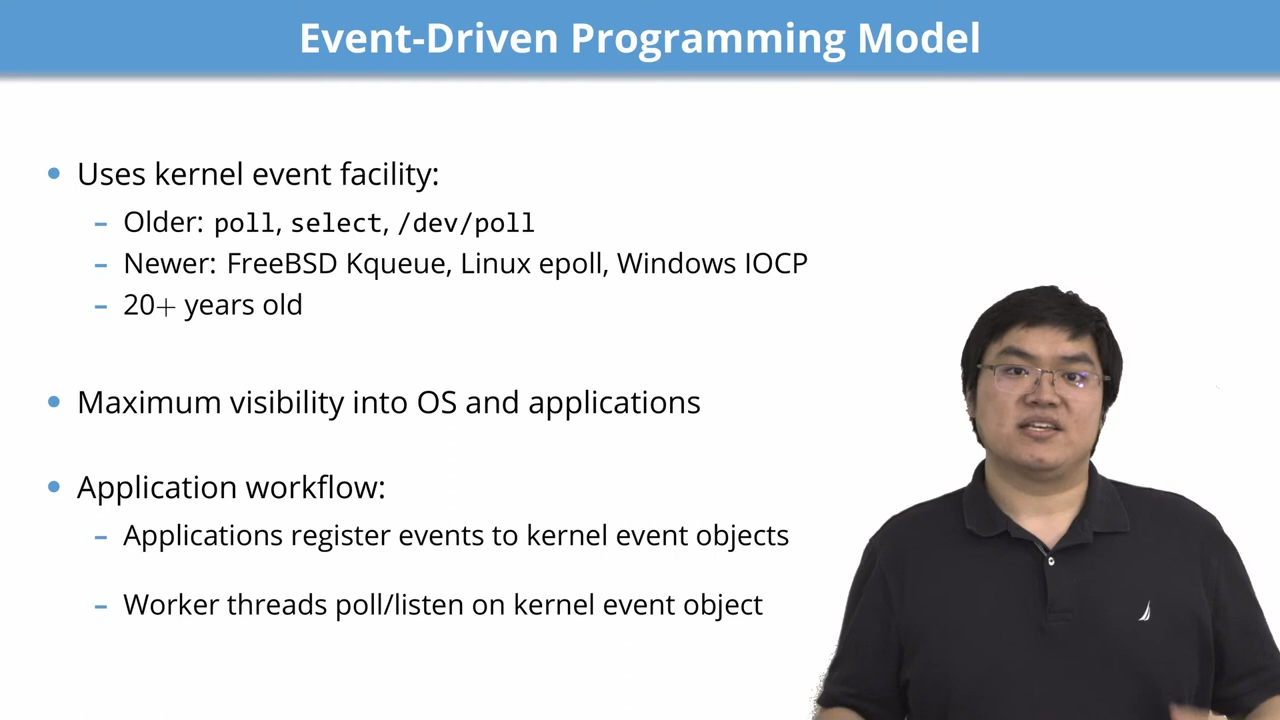 Event-Driven Programming Model
• Uses kernel event facility:
– Older: poll, select, /dev/poll
– Newer: FreeBSD Kqueue, Linux epoll, Windows IOCP
– 20+ years old
• Maximum visibility into OS and applications
• Application workflow:
– Applications register events to kernel event objects
– Worker threads poll/listen on kernel event object